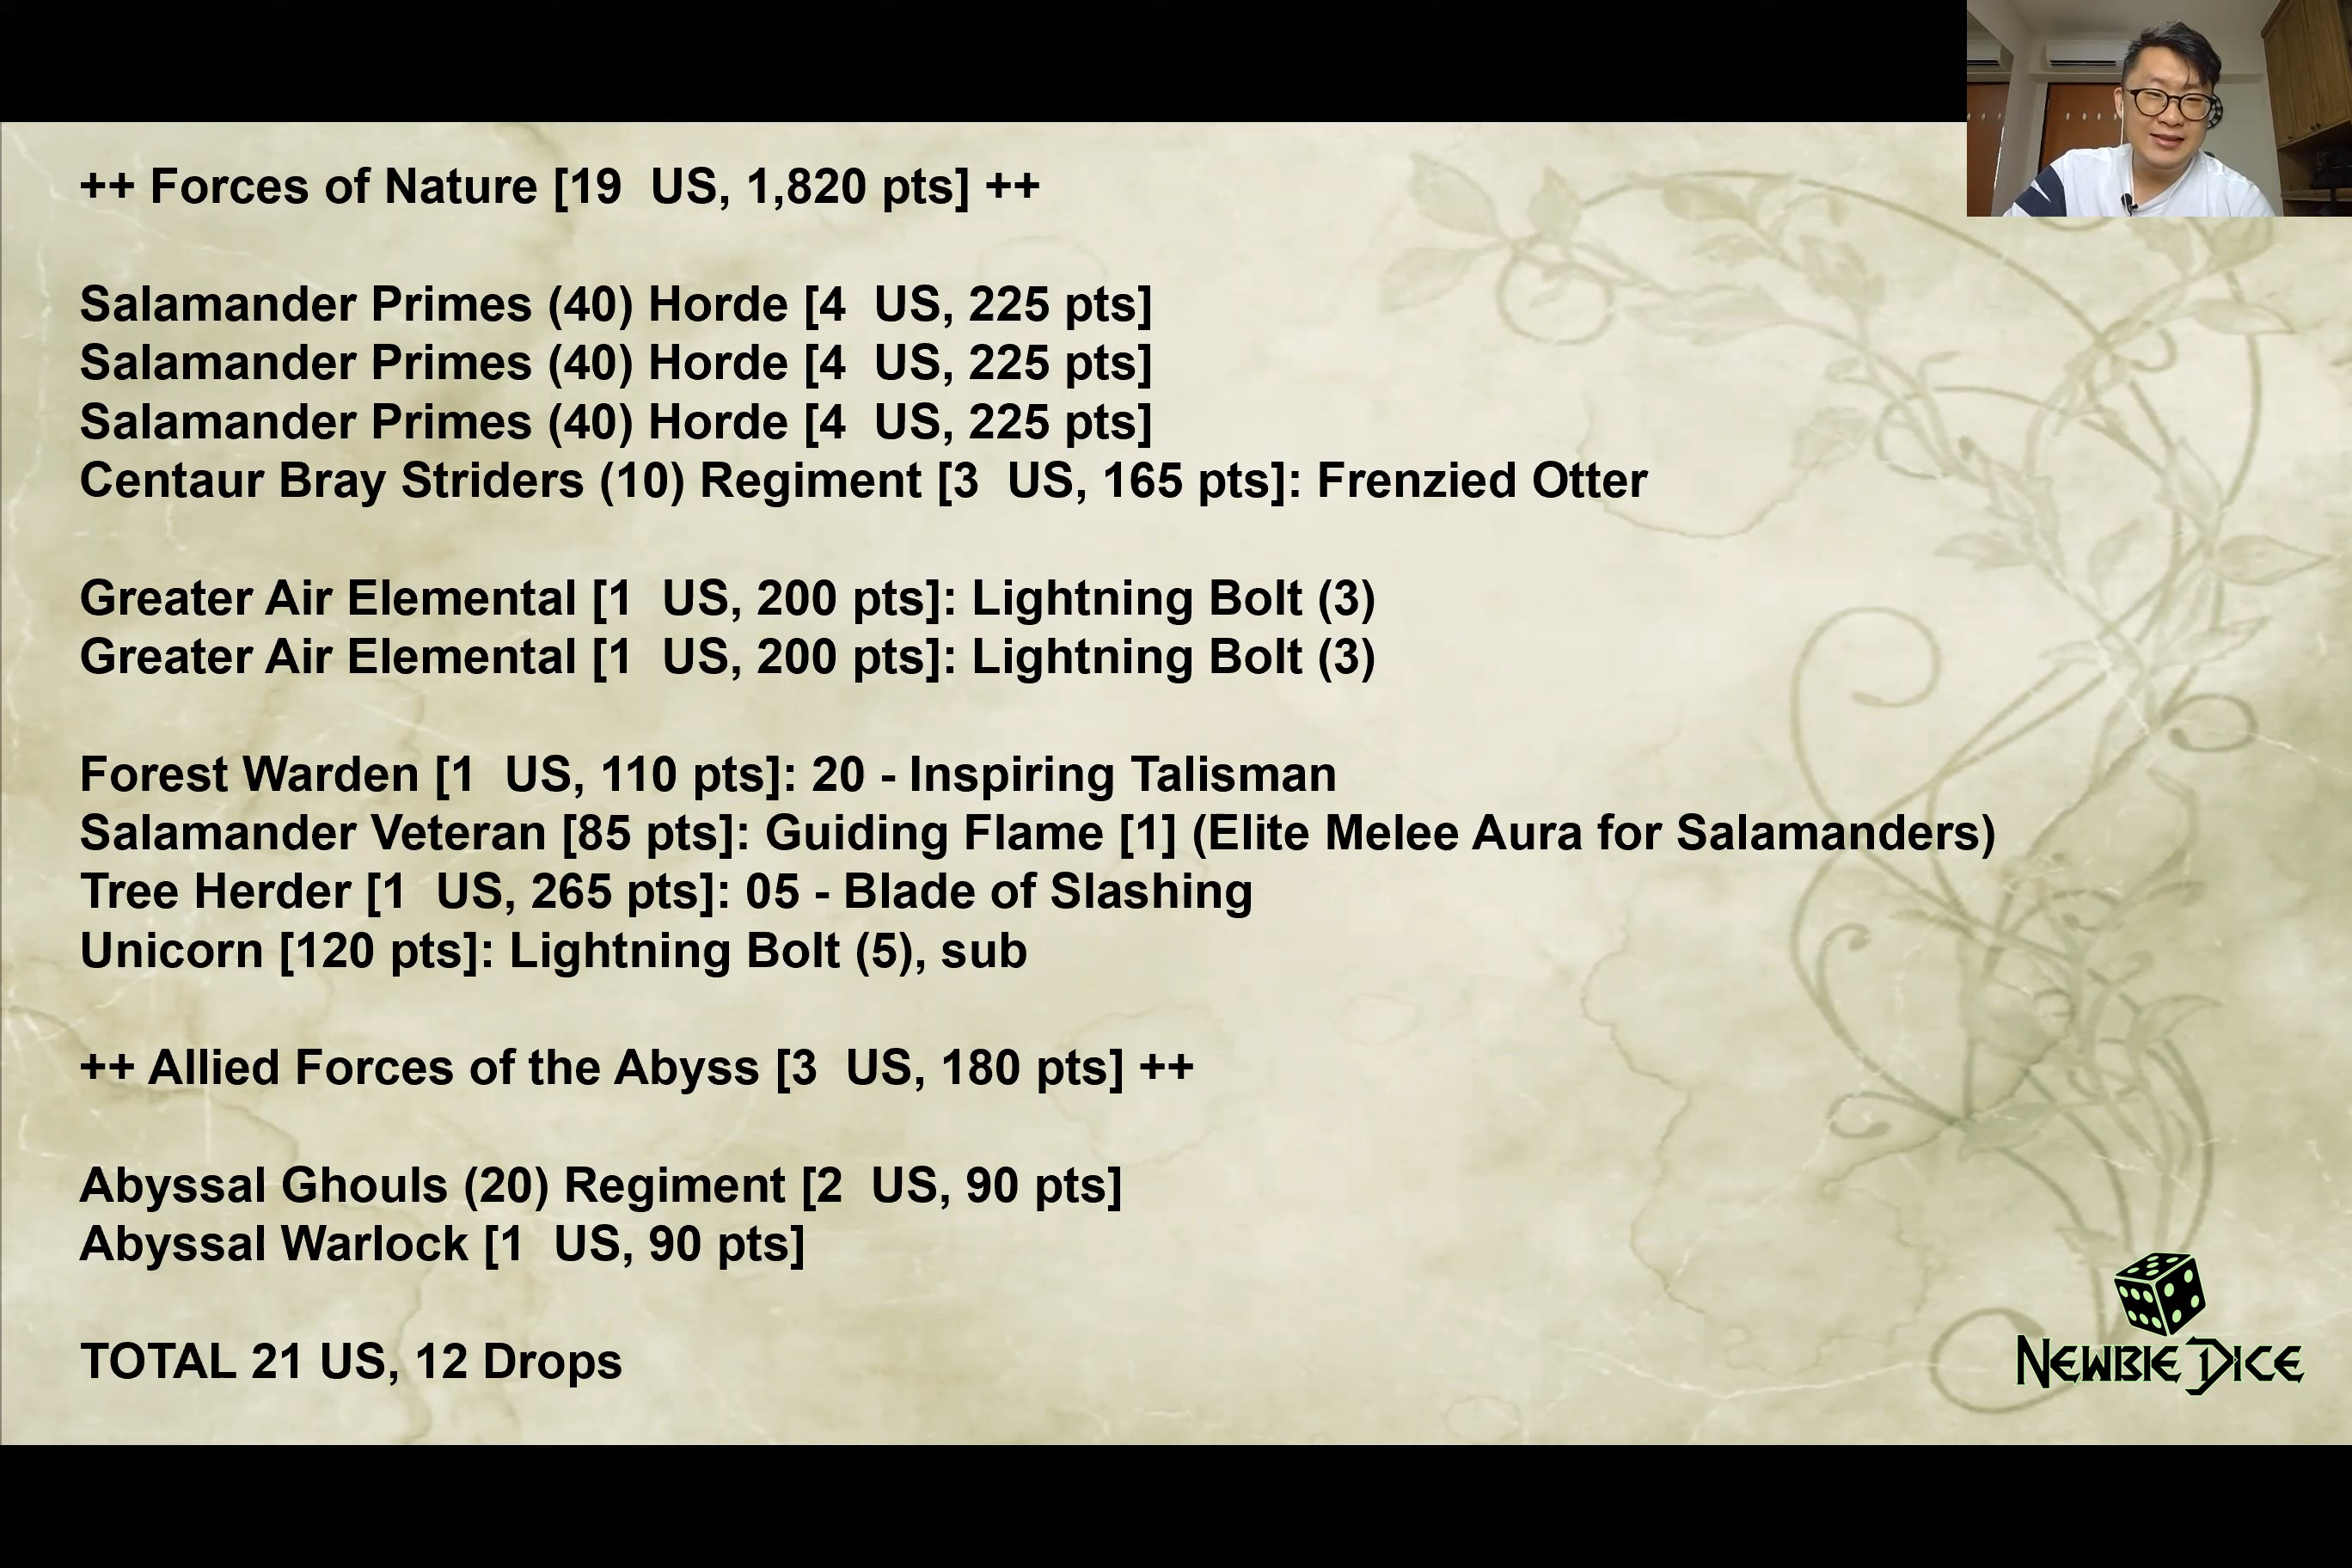 ++ Forces of Nature [19  US, 1,820 pts] ++
Salamander Primes (40) Horde [4  US, 225 pts]
Salamander Primes (40) Horde [4  US, 225 pts]
Salamander Primes (40) Horde [4  US, 225 pts]
Centaur Bray Striders (10) Regiment [3  US, 165 pts]: Frenzied Otter
Greater Air Elemental [1  US, 200 pts]: Lightning Bolt (3)
Greater Air Elemental [1  US, 200 pts]: Lightning Bolt (3)
Forest Warden [1  US, 110 pts]: 20 - Inspiring Talisman
Salamander Veteran [85 pts]: Guiding Flame [1] (Elite Melee Aura for Salamanders)
Tree Herder [1  US, 265 pts]: 05 - Blade of Slashing
Unicorn [120 pts]: Lightning Bolt (5), sub
++ Allied Forces of the Abyss [3  US, 180 pts] ++
Abyssal Ghouls (20) Regiment [2  US, 90 pts]
Abyssal Warlock [1  US, 90 pts]
TOTAL 21 US, 12 Drops
NEWBIE DICE